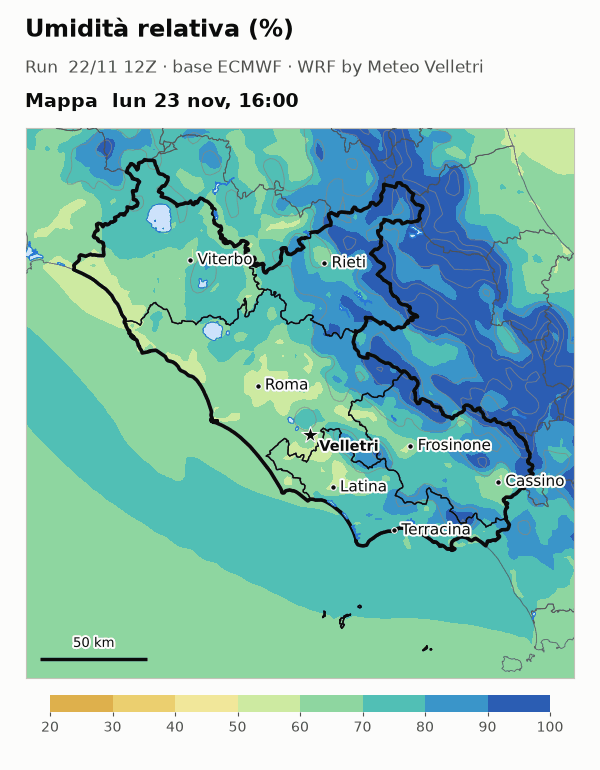 Umidità relativa (%)
Run  22/11 12Z · base ECMWF · WRF by Meteo Velletri
Mappa  lun 23 nov, 16:00
Viterbo
Rieti
Roma
Velletri
Frosinone
Cassino
Latina
Terracina
50 km
20 30 40 50 60 70 80 90 100